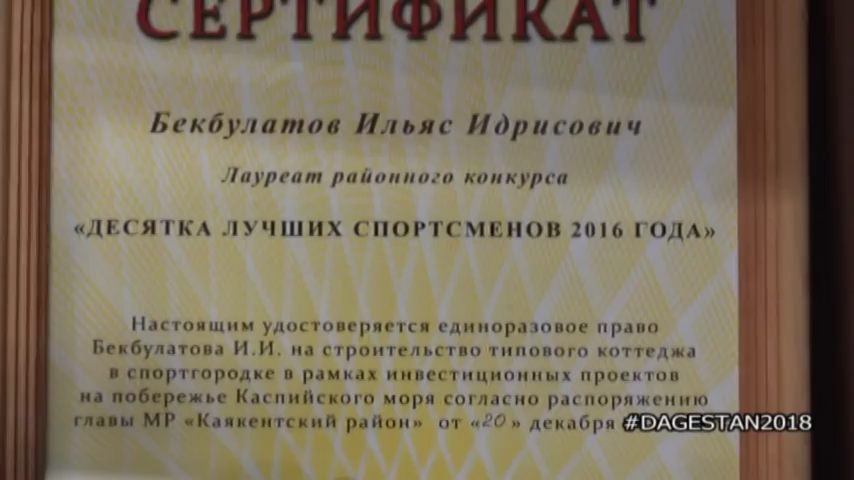 СЕРТИФИКАТ
Бекбулатов Ильяс Идрисович
Лауреат районного конкурса
«ДЕСЯТКА ЛУЧШИХ СПОРТСМЕНОВ 2016 ГОДА»
Настоящим удостоверяется единоразовое право
Бекбулатова И.И. на строительство типового коттеджа
в спортгородке в рамках инвестиционных проектов
на побережье Каспийского моря согласно распоряжению
главы МР «Каякентский район» от «20» декабря
#DAGESTAN2018